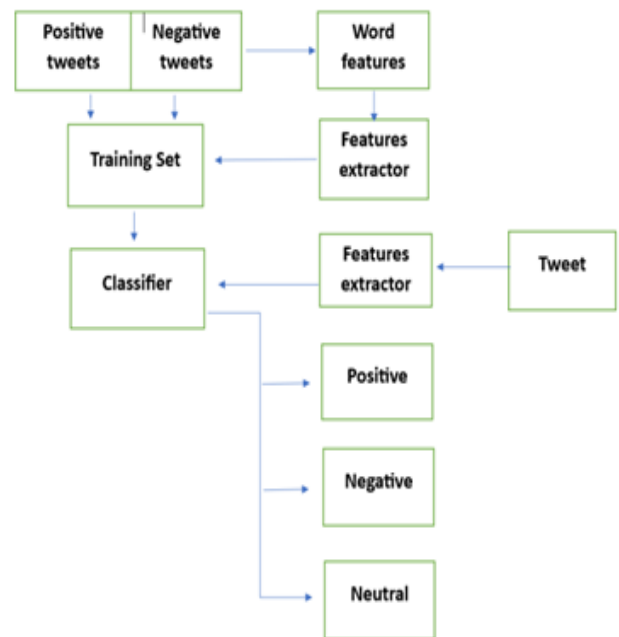 Positive
tweets
Negative
tweets
Word
features
Training Set
Features
extractor
Classifier
Features
extractor
Tweet
Positive
Negative
Neutral